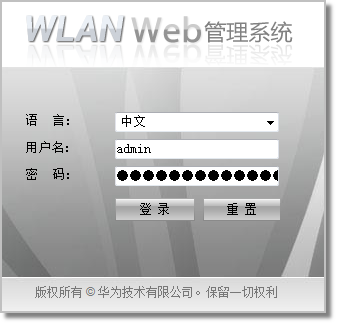 WLAN Web管理系统
语 言: 中文
用户名: admin
密 码: ●●●●●●●●●●●●●
登 录 重 置
版权所有 © 华为技术有限公司。保留一切权利